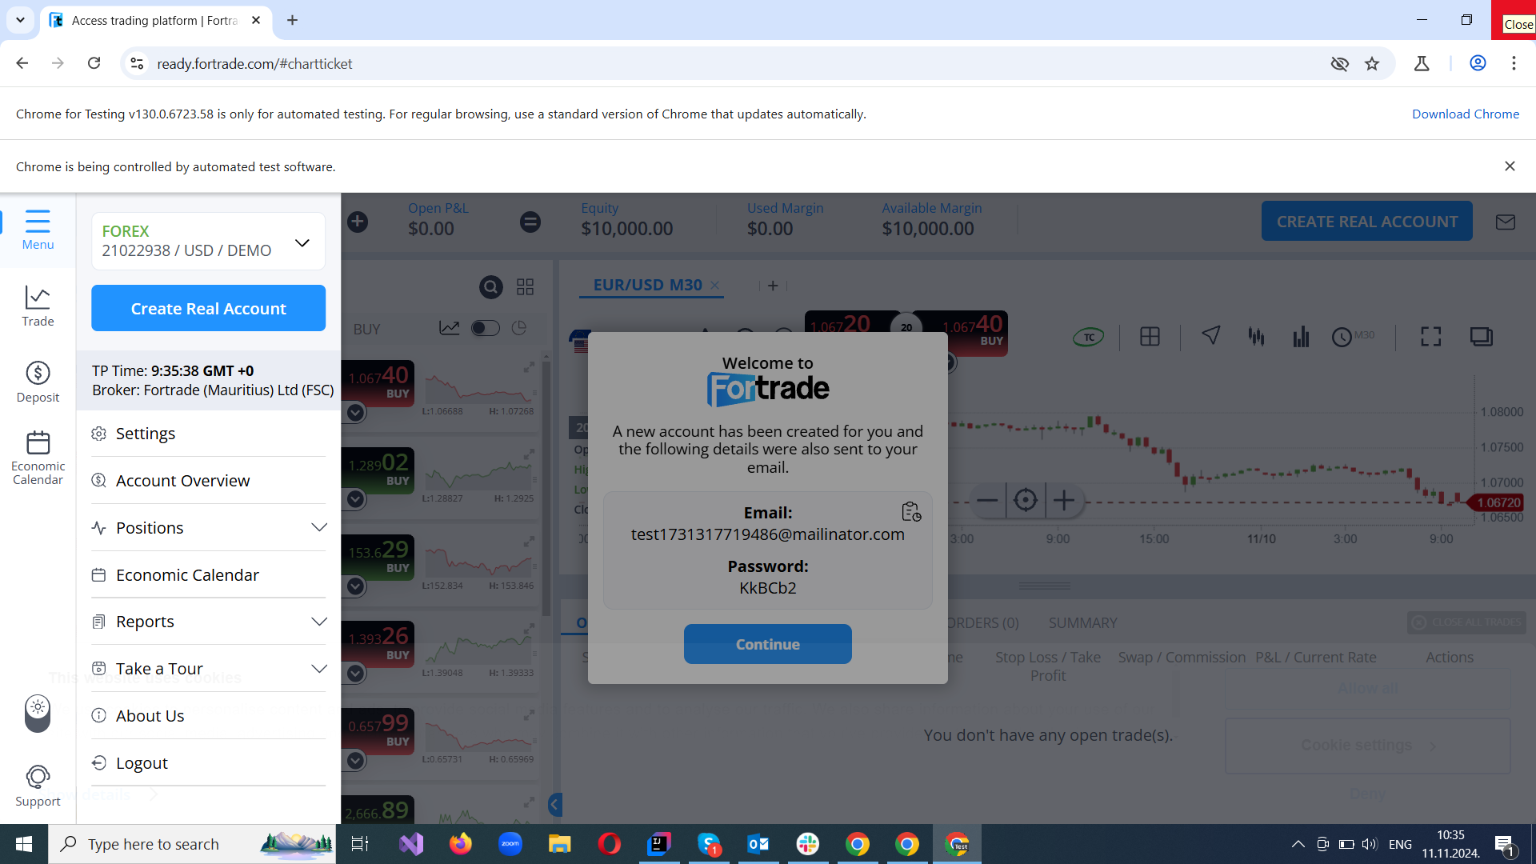 Access trading platform | Fortra
Close
ready.fortrade.com/#chartticket
Chrome for Testing v130.0.6723.58 is only for automated testing. For regular browsing, use a standard version of Chrome that updates automatically.
Download Chrome
Chrome is being controlled by automated test software.
Menu
Trade
Deposit
Economic
Calendar
Support
FOREX
21022938 / USD / DEMO
Create Real Account
TP Time: 9:35:38 GMT +0
Broker: Fortrade (Mauritius) Ltd (FSC)
Settings
Account Overview
Positions
Economic Calendar
Reports
Take a Tour
This website uses cookies
About Us
Logout
details
Open P&L
$0.00
Equity
$10,000.00
Used Margin
$0.00
Available Margin
$10,000.00
CREATE REAL ACCOUNT
BUY
1.06740
BUY
L:1.06688 H: 1.07268
1.28902
BUY
L:1.28827 H: 1.2925
153.629
BUY
L:152.834 H: 153.846
1.39326
BUY
L:1.39048 H: 1.39333
0.65799
BUY
L:0.65731 H: 0.65969
2,666.89
EUR/USD M30
1.06720
20
1.06740
BUY
TC
M30
Welcome to
Fortrade
A new account has been created for you and
the following details were also sent to your
email.
Email:
test1731317719486@mailinator.com
Password:
KkBCb2
Continue
1.08000
1.07500
1.07000
1.06720
1.06500
3:00
9:00
15:00
11/10
3:00
9:00
ORDERS (0)
SUMMARY
CLOSE ALL TRADES
Stop Loss / Take
Profit
Swap / Commission
P&L / Current Rate
Actions
Allow all
You don't have any open trade(s).
Cookie settings
Deny
Type here to search
zoom
Test
ENG
10:35
11.11.2024.
1